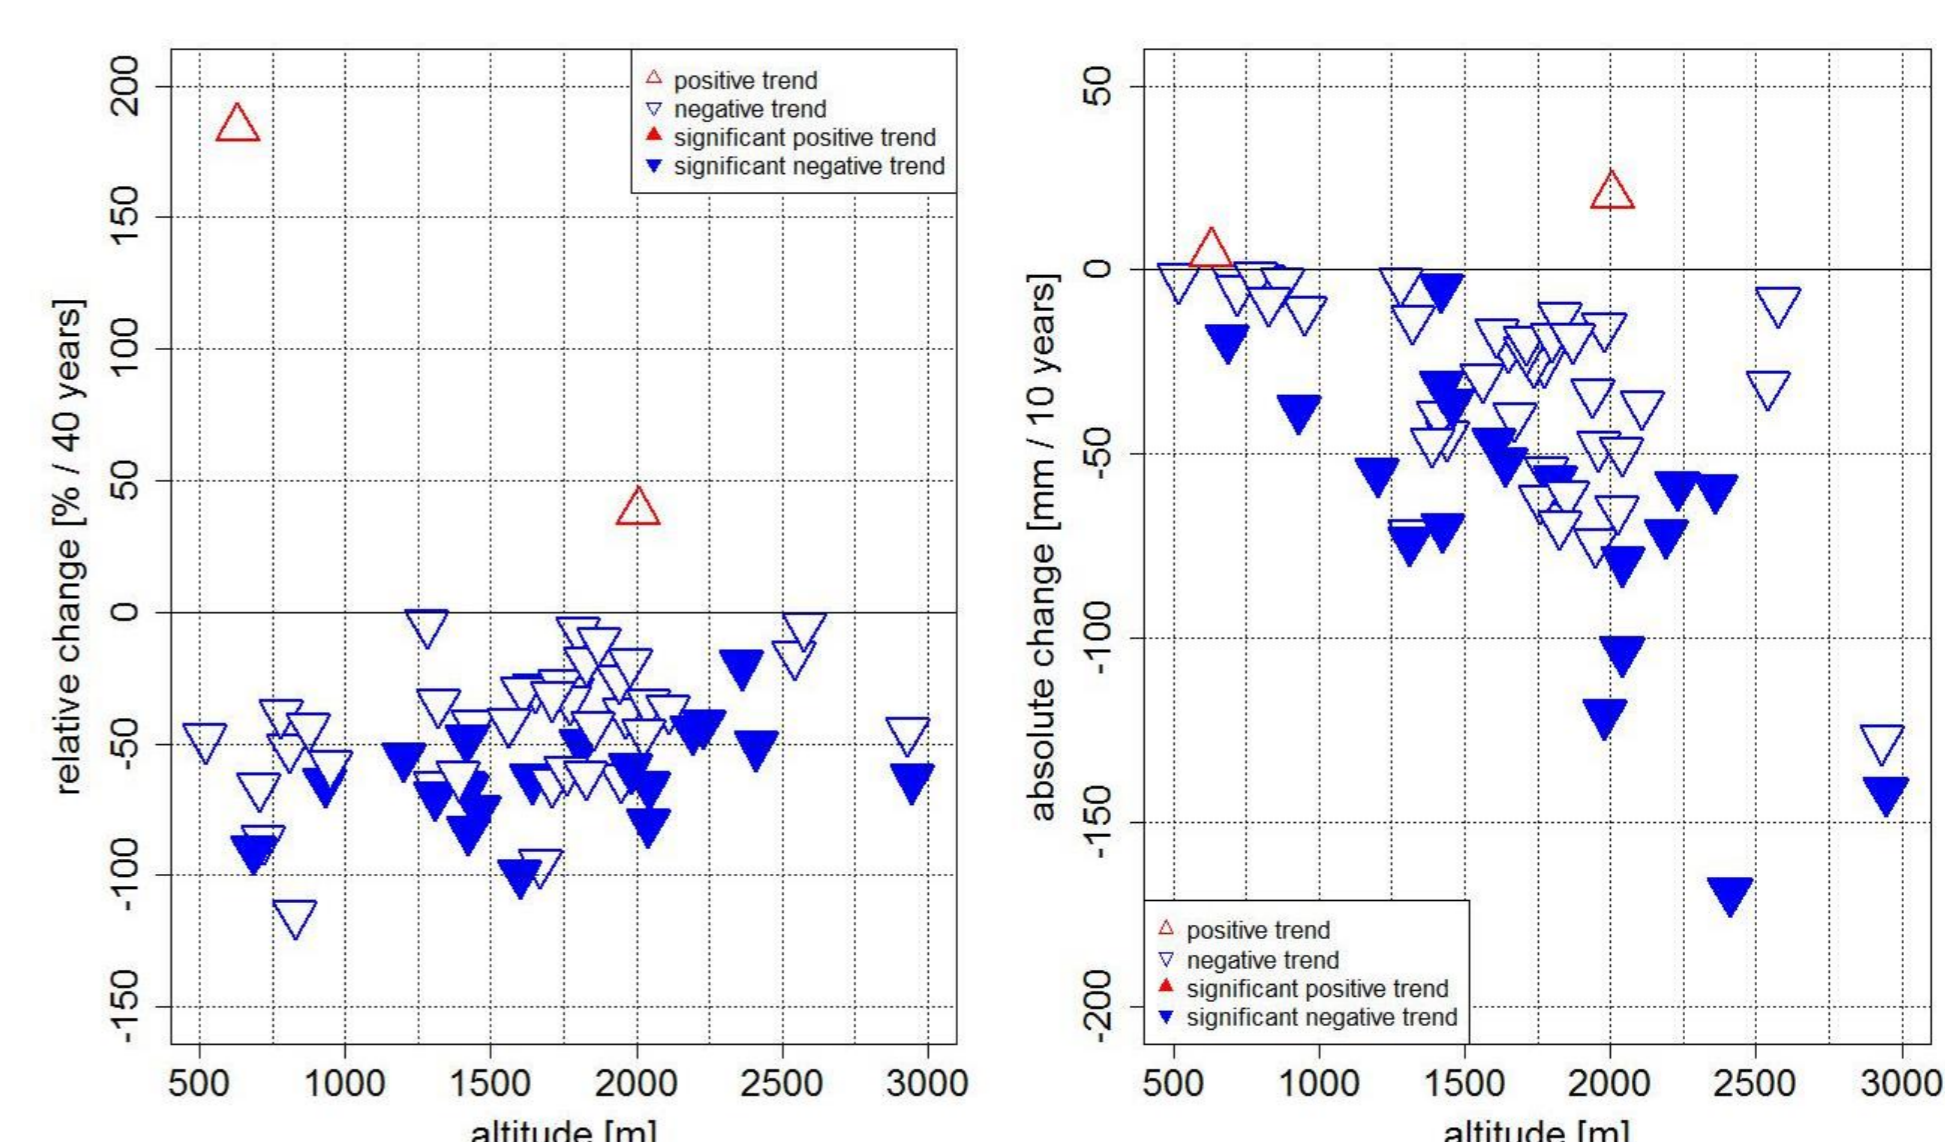 relative change [% / 40 years]
200
150
100
50
0
-50
-100
-150
positive trend
negative trend
significant positive trend
significant negative trend
500 1000 1500 2000 2500 3000
altitude [m]
absolute change [mm / 10 years]
50
0
-50
-100
-150
-200
positive trend
negative trend
significant positive trend
significant negative trend
500 1000 1500 2000 2500 3000
altitude [m]